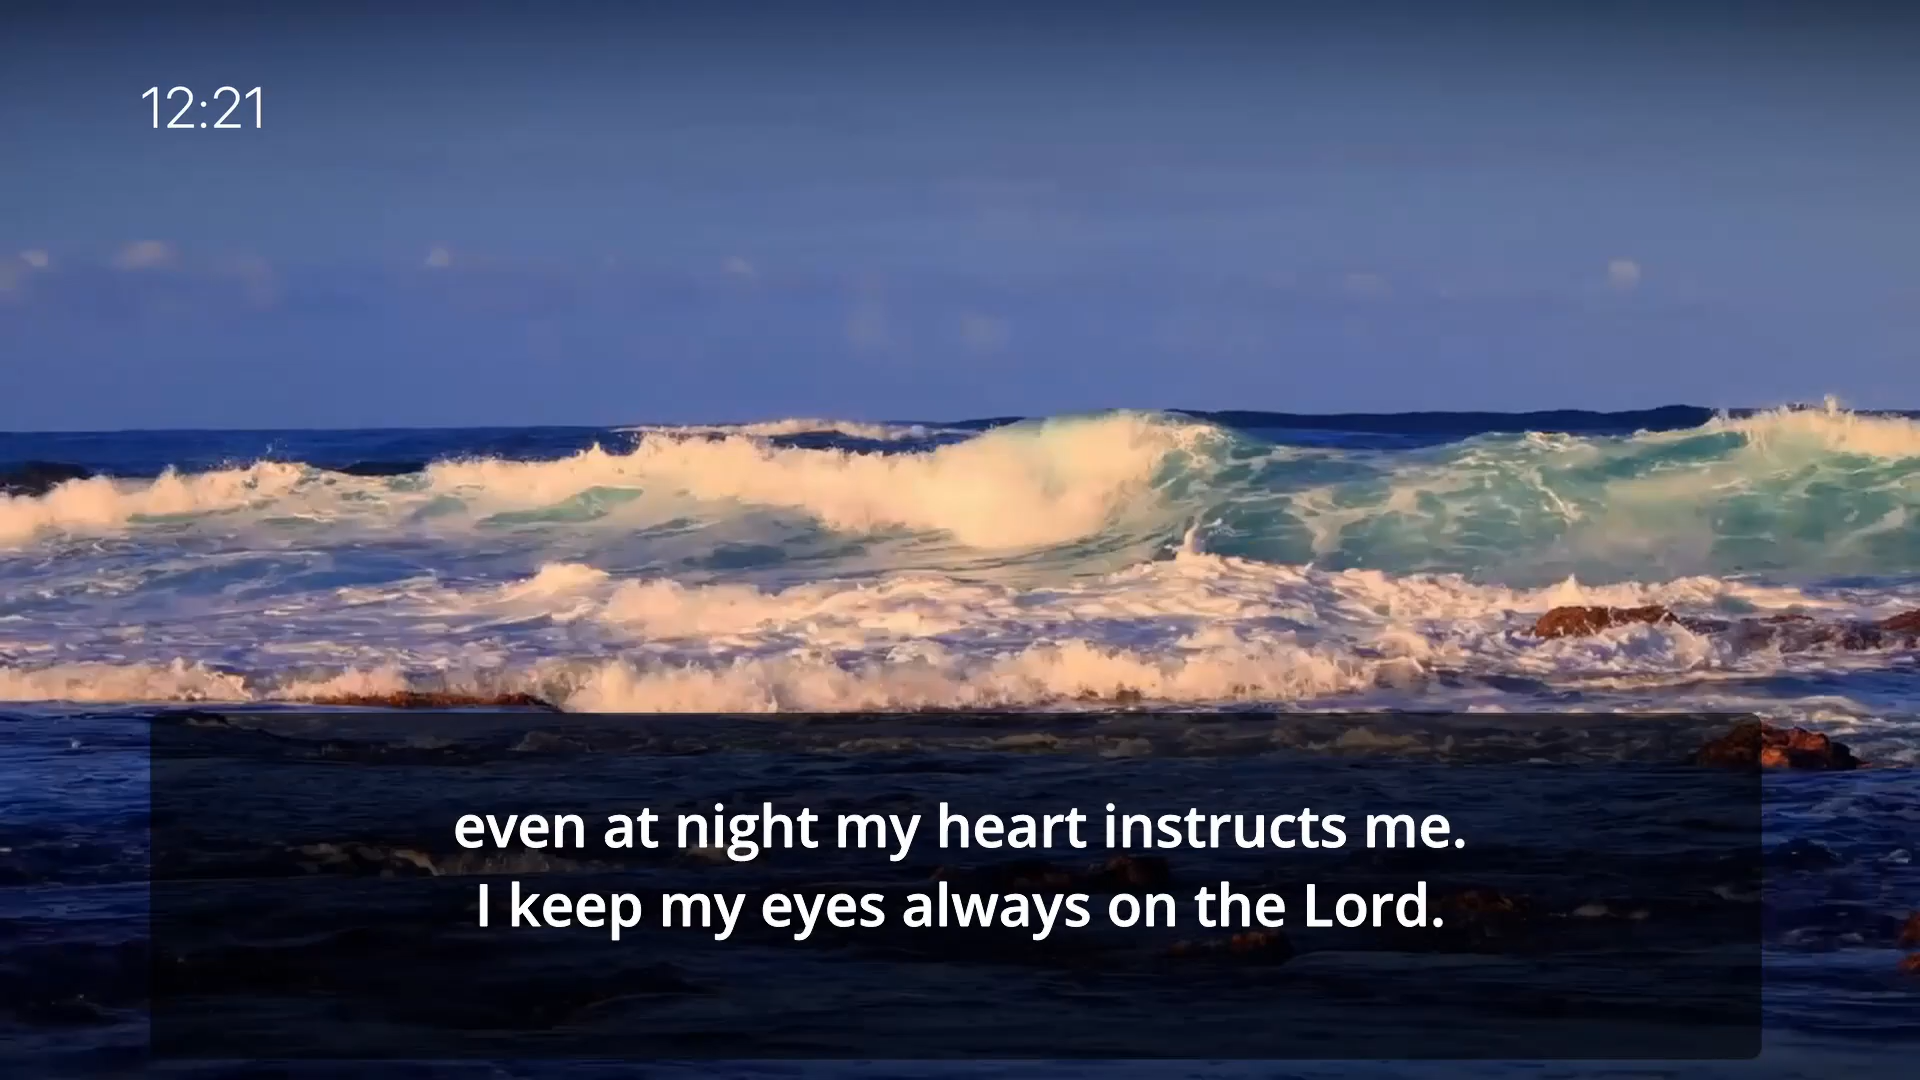 12:21
even at night my heart instructs me.
I keep my eyes always on the Lord.